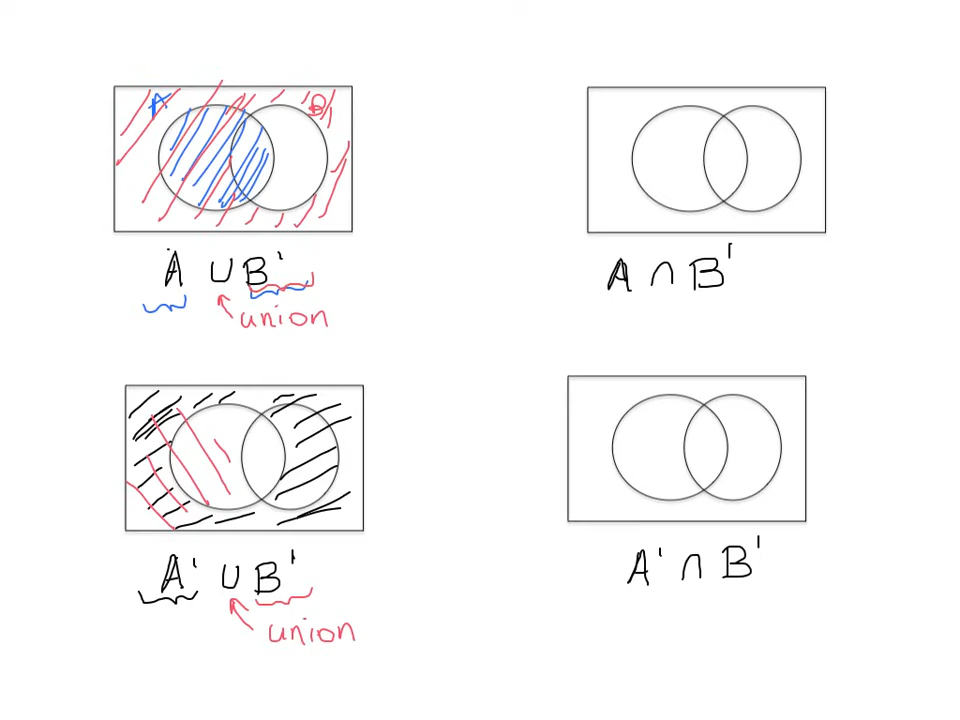 A B
A ∪ B'
union
A ∩ B'
A' ∪ B'
union
A' ∩ B'